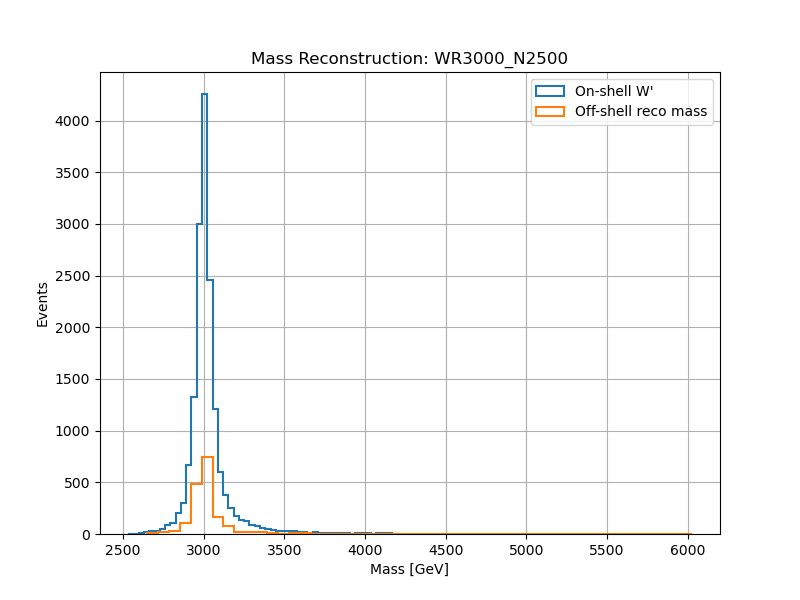 Mass Reconstruction: WR3000_N2500
On-shell W'
Off-shell reco mass
Events
4000
3500
3000
2500
2000
1500
1000
500
0
2500 3000 3500 4000 4500 5000 5500 6000
Mass [GeV]